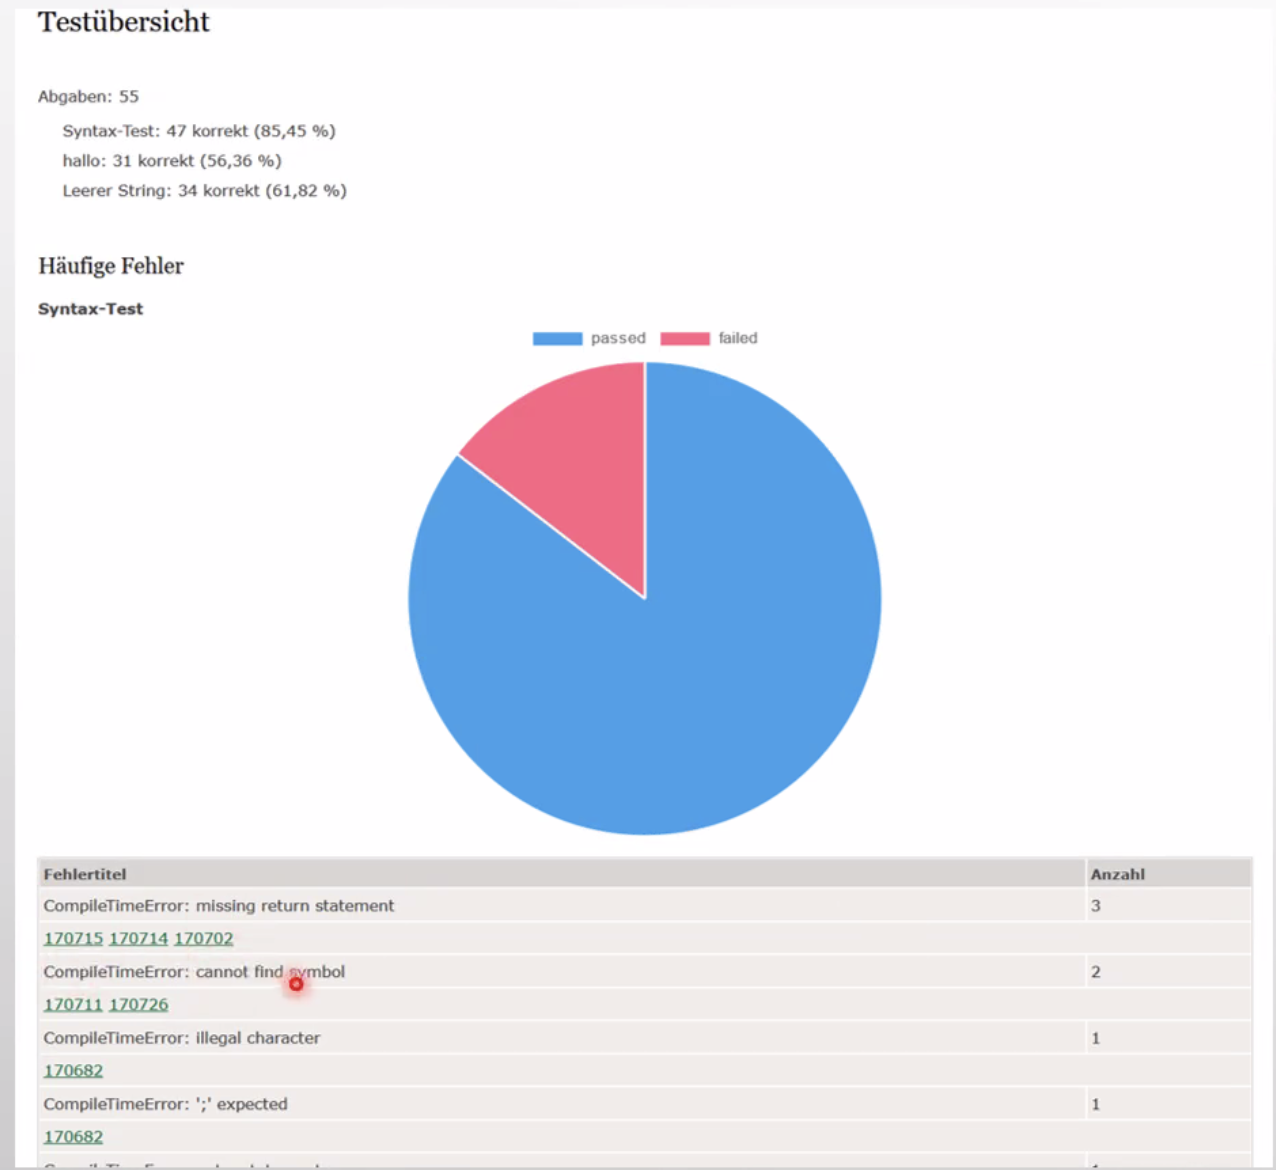 Testübersicht
Abgaben: 55
Syntax-Test: 47 korrekt (85,45 %)
hallo: 31 korrekt (56,36 %)
Leerer String: 34 korrekt (61,82 %)
Häufige Fehler
Syntax-Test
passed failed
Fehlertitel Anzahl
CompileTimeError: missing return statement 3
170715 170714 170702
CompileTimeError: cannot find symbol 2
170711 170726
CompileTimeError: illegal character 1
170682
CompileTimeError: ';' expected 1
170682